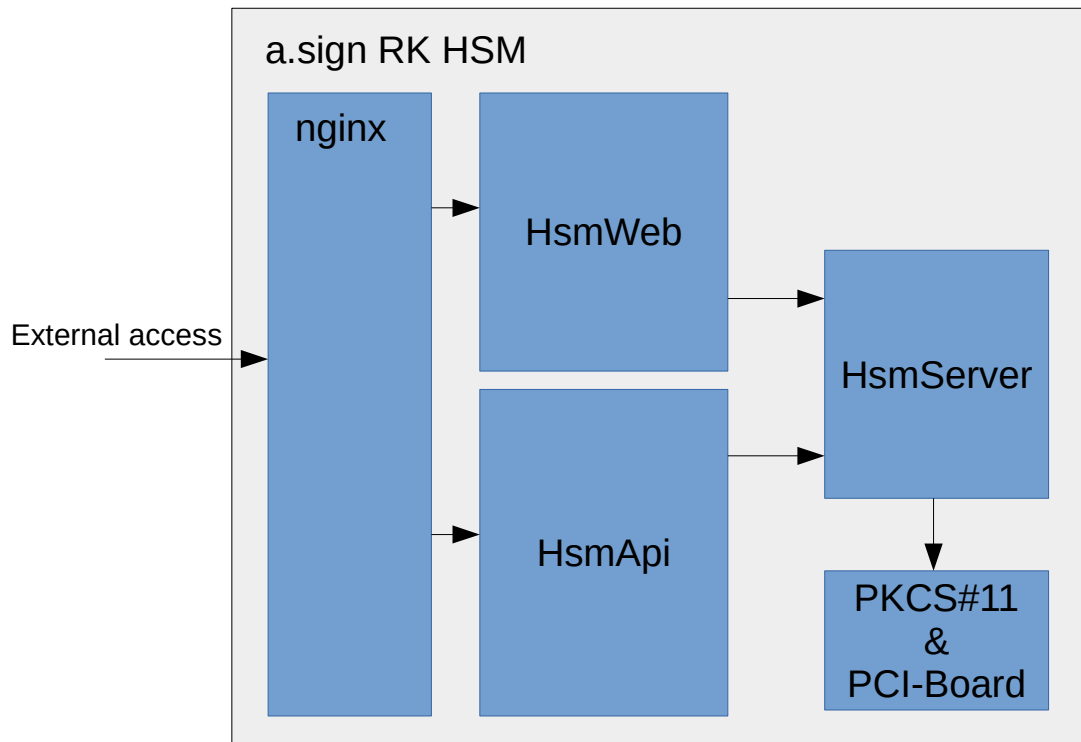 a.sign RK HSM
nginx
HsmWeb
External access
HsmServer
HsmApi
PKCS#11
&
PCI-Board